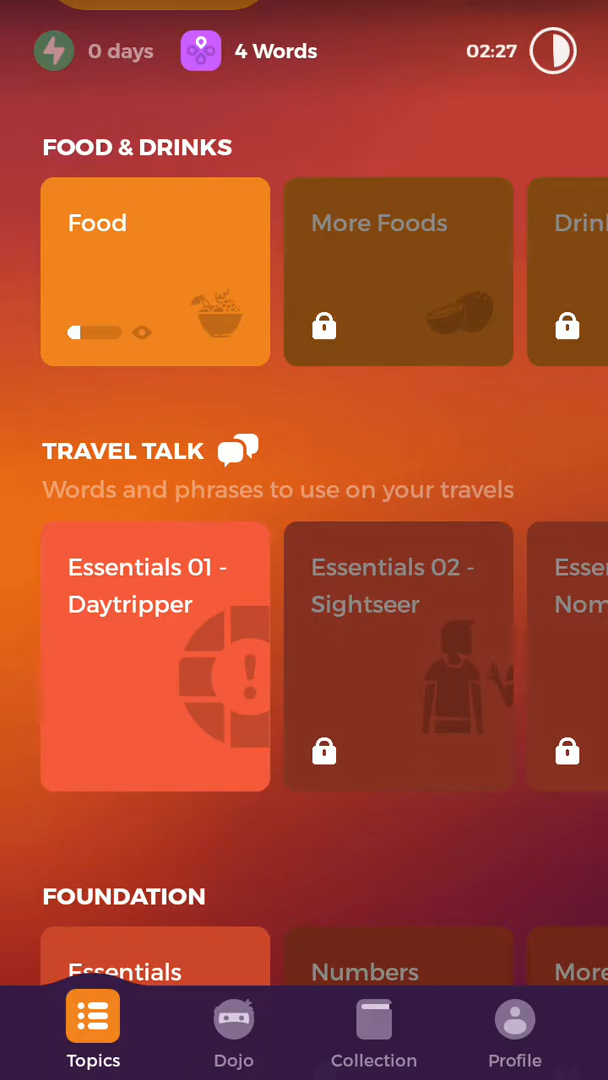 0 days
4 Words
02:27
FOOD & DRINKS
Food
More Foods
TRAVEL TALK
Words and phrases to use on your travels
Essentials 01 -
Daytripper
Essentials 02 -
Sightseer
FOUNDATION
Essentials
Numbers
More
Topics
Dojo
Collection
Profile